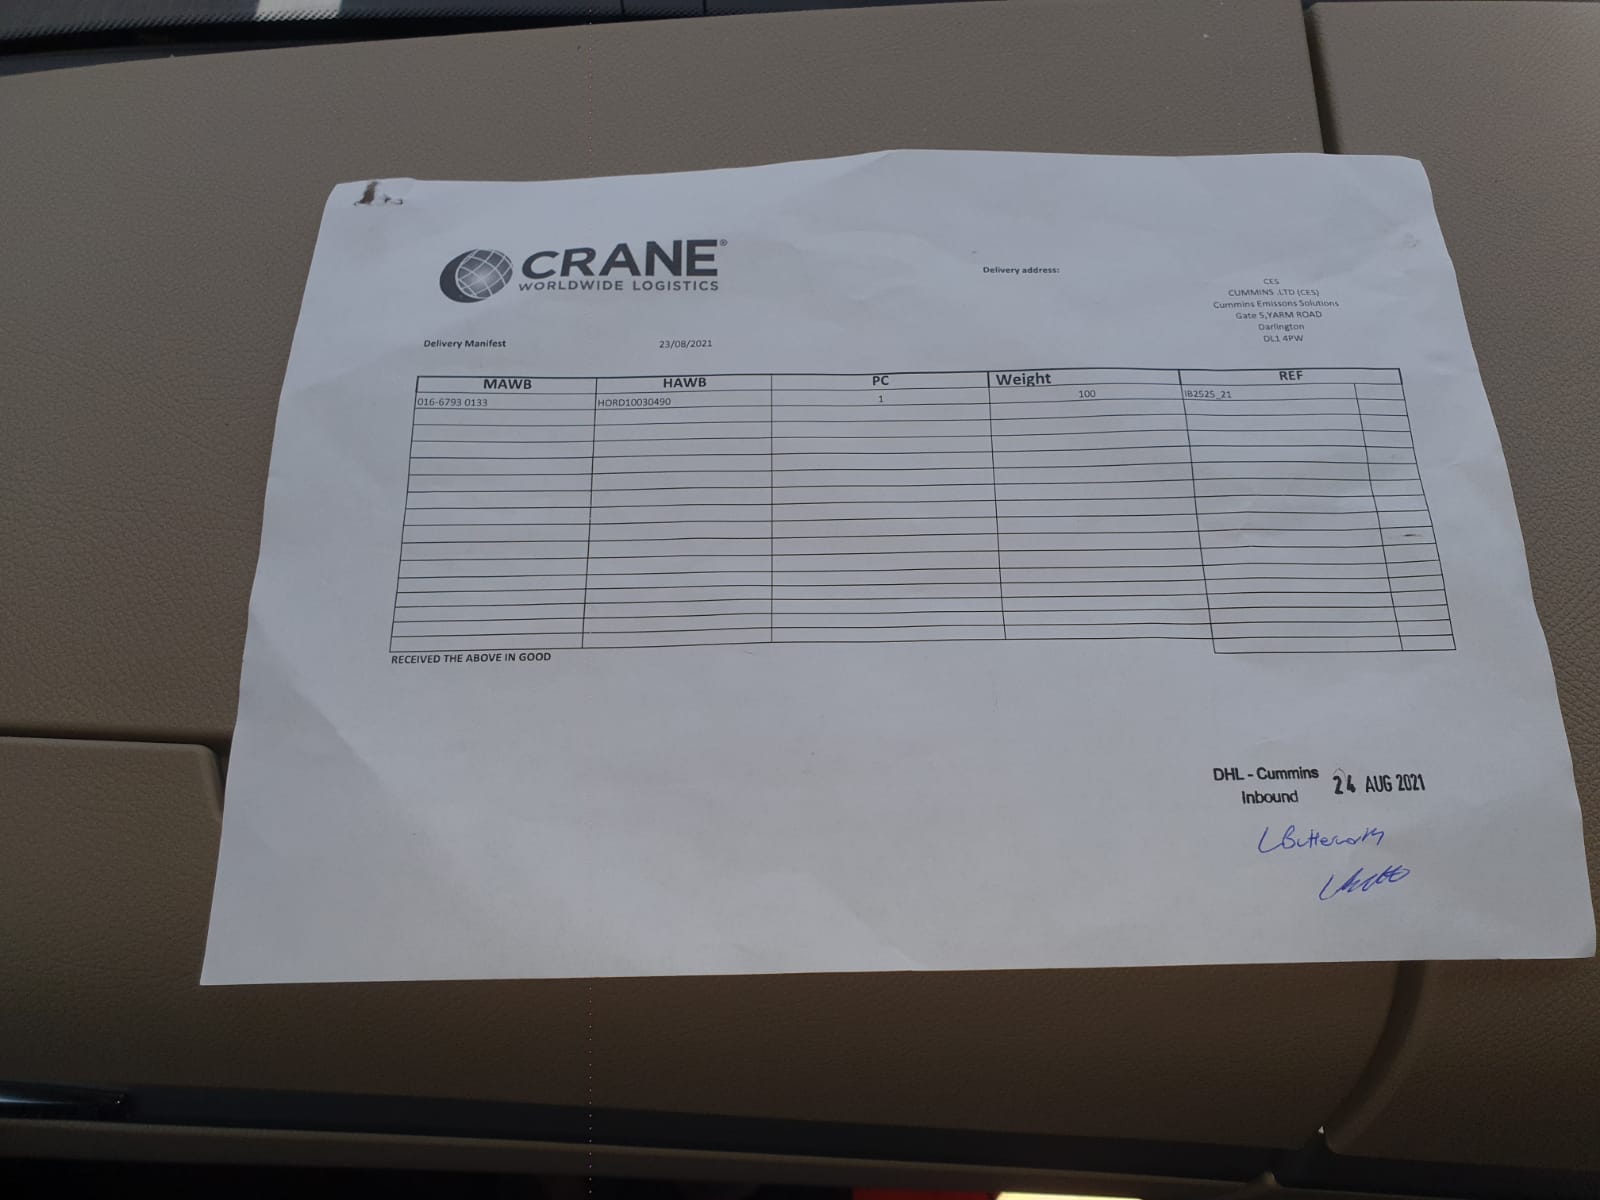 CRANE®
WORLDWIDE LOGISTICS
Delivery address:
CES
CUMMINS .LTD (CES)
Cummins Emissons Solutions
Gate 5,YARM ROAD
Darlington
DL1 4PW
Delivery Manifest 23/08/2021
MAWB HAWB PC Weight REF
016-6793 0133 HORD10030490 1 100 IB2525_21
RECEIVED THE ABOVE IN GOOD
DHL - Cummins
Inbound
24 AUG 2021
L Butterworth